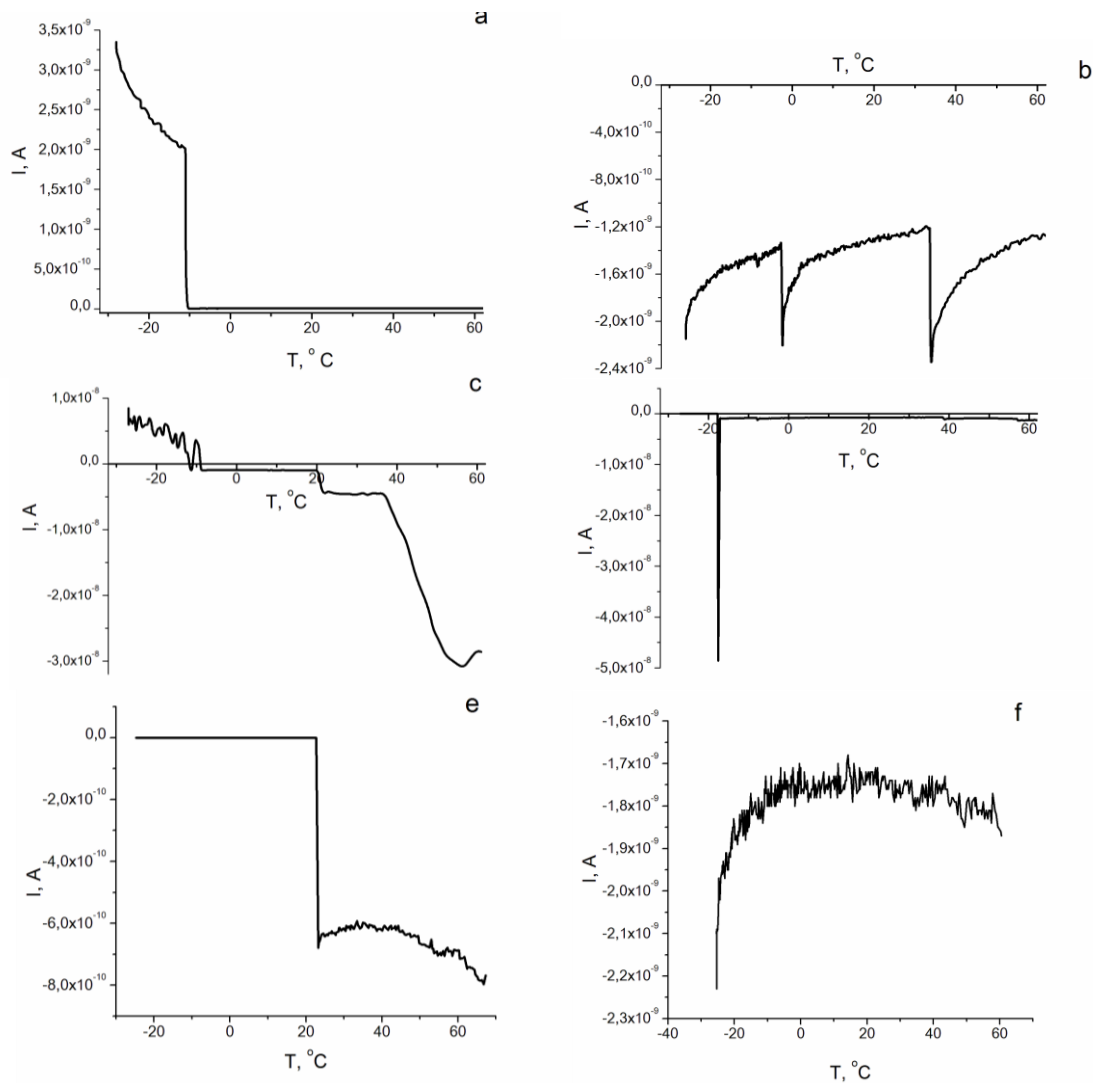 a
3,5x10⁻⁹
3,0x10⁻⁹
2,5x10⁻⁹
2,0x10⁻⁹
1,5x10⁻⁹
1,0x10⁻⁹
5,0x10⁻¹⁰
0,0
I, A
-20 0 20 40 60
T, ° C
b
T, °C
-20 0 20 40 60
0,0
-4,0x10⁻¹⁰
-8,0x10⁻¹⁰
-1,2x10⁻⁹
-1,6x10⁻⁹
-2,0x10⁻⁹
-2,4x10⁻⁹
I, A
c
1,0x10⁻⁸
0,0
-1,0x10⁻⁸
-2,0x10⁻⁸
-3,0x10⁻⁸
I, A
-20 0 20 40 60
T, °C
0,0
-1,0x10⁻⁸
-2,0x10⁻⁸
-3,0x10⁻⁸
-4,0x10⁻⁸
-5,0x10⁻⁸
I, A
-20 0 20 40 60
T, °C
e
0,0
-2,0x10⁻¹⁰
-4,0x10⁻¹⁰
-6,0x10⁻¹⁰
-8,0x10⁻¹⁰
I, A
-20 0 20 40 60
T, °C
f
-1,6x10⁻⁹
-1,7x10⁻⁹
-1,8x10⁻⁹
-1,9x10⁻⁹
-2,0x10⁻⁹
-2,1x10⁻⁹
-2,2x10⁻⁹
-2,3x10⁻⁹
I, A
-40 -20 0 20 40 60
T, °C